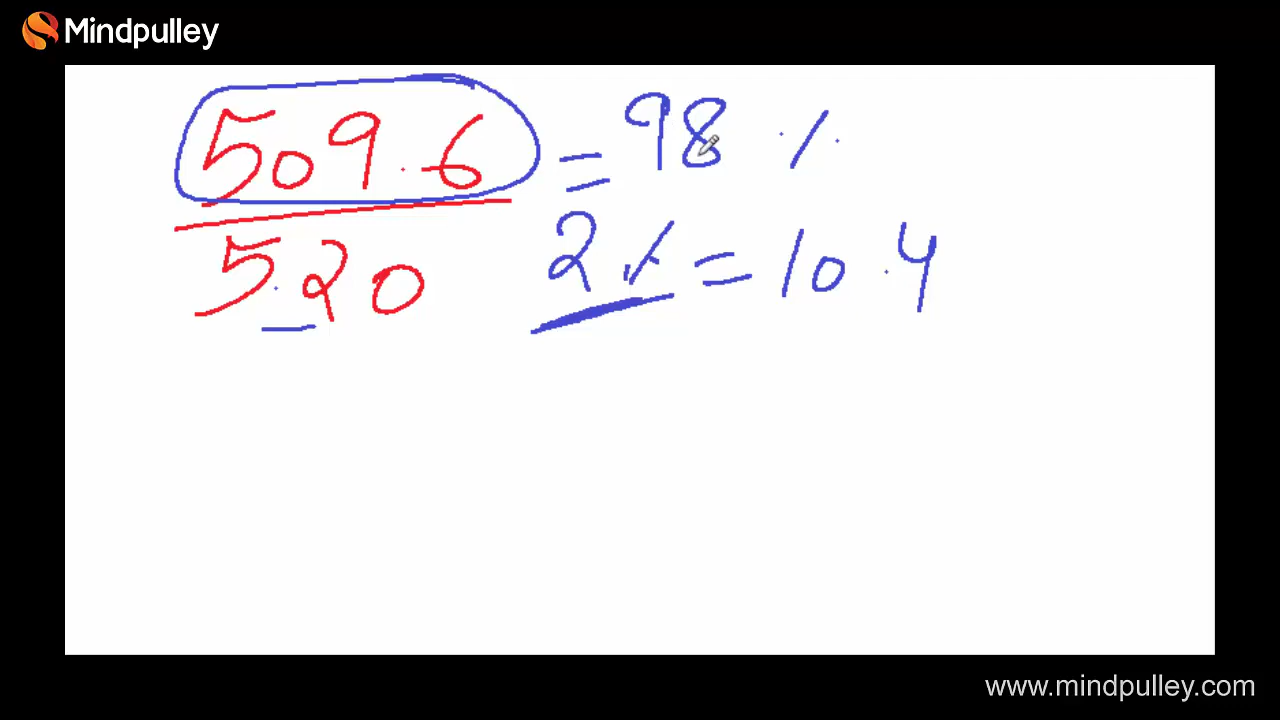 Mindpulley
509.6 = 98 %
520
2% = 10.4
www.mindpulley.com